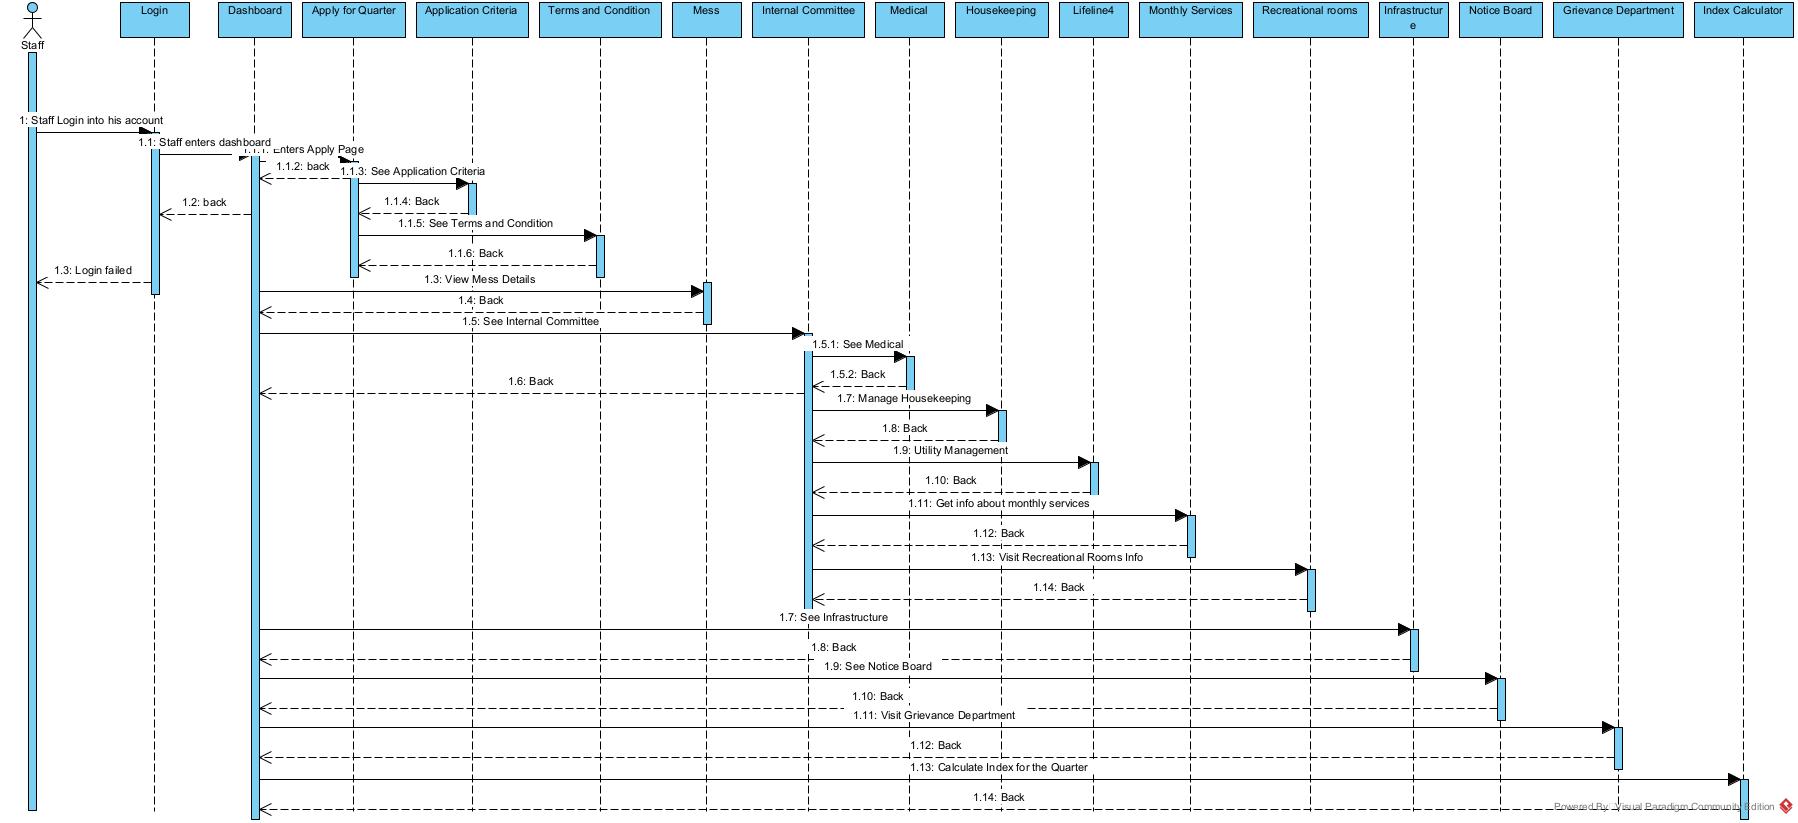 Login
Dashboard
Apply for Quarter
Application Criteria
Terms and Condition
Mess
Internal Committee
Medical
Housekeeping
Lifeline4
Monthly Services
Recreational rooms
Infrastructur
e
Notice Board
Grievance Department
Index Calculator
Staff
1: Staff Login into his account
1.1: Staff enters dashboard
1.1.1: Enters Apply Page
1.1.2: back
1.1.3: See Application Criteria
1.2: back
1.1.4: Back
1.1.5: See Terms and Condition
1.1.6: Back
1.3: Login failed
1.3: View Mess Details
1.4: Back
1.5: See Internal Committee
1.5.1: See Medical
1.5.2: Back
1.6: Back
1.7: Manage Housekeeping
1.8: Back
1.9: Utility Management
1.10: Back
1.11: Get info about monthly services
1.12: Back
1.13: Visit Recreational Rooms Info
1.14: Back
1.7: See Infrastructure
1.8: Back
1.9: See Notice Board
1.10: Back
1.11: Visit Grievance Department
1.12: Back
1.13: Calculate Index for the Quarter
1.14: Back
Powered By: Visual Paradigm Community Edition